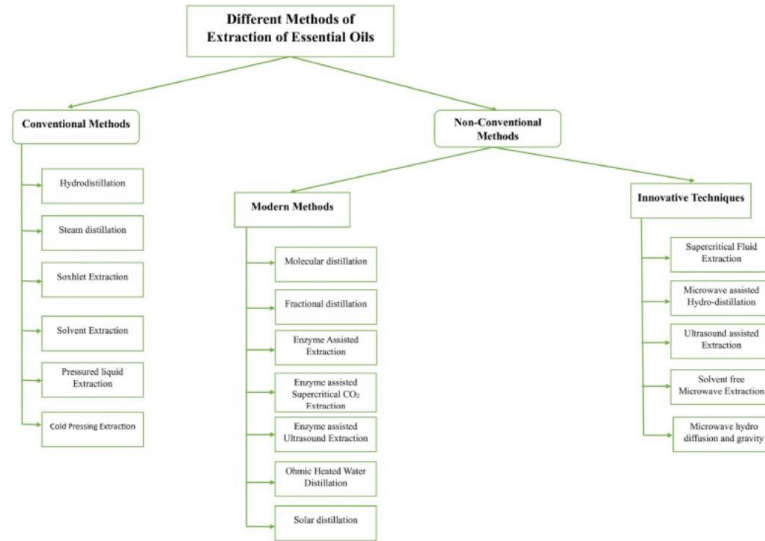 Different Methods of
Extraction of Essential Oils
Conventional Methods
Hydrodistillation
Steam distillation
Soxhlet Extraction
Solvent Extraction
Pressured liquid
Extraction
Cold Pressing Extraction
Non-Conventional
Methods
Modern Methods
Molecular distillation
Fractional distillation
Enzyme Assisted
Extraction
Enzyme assisted
Supercritical CO₂
Extraction
Enzyme assisted
Ultrasound Extraction
Ohmic Heated Water
Distillation
Solar distillation
Innovative Techniques
Supercritical Fluid
Extraction
Microwave assisted
Hydro-distillation
Ultrasound assisted
Extraction
Solvent free
Microwave Extraction
Microwave hydro
diffusion and gravity